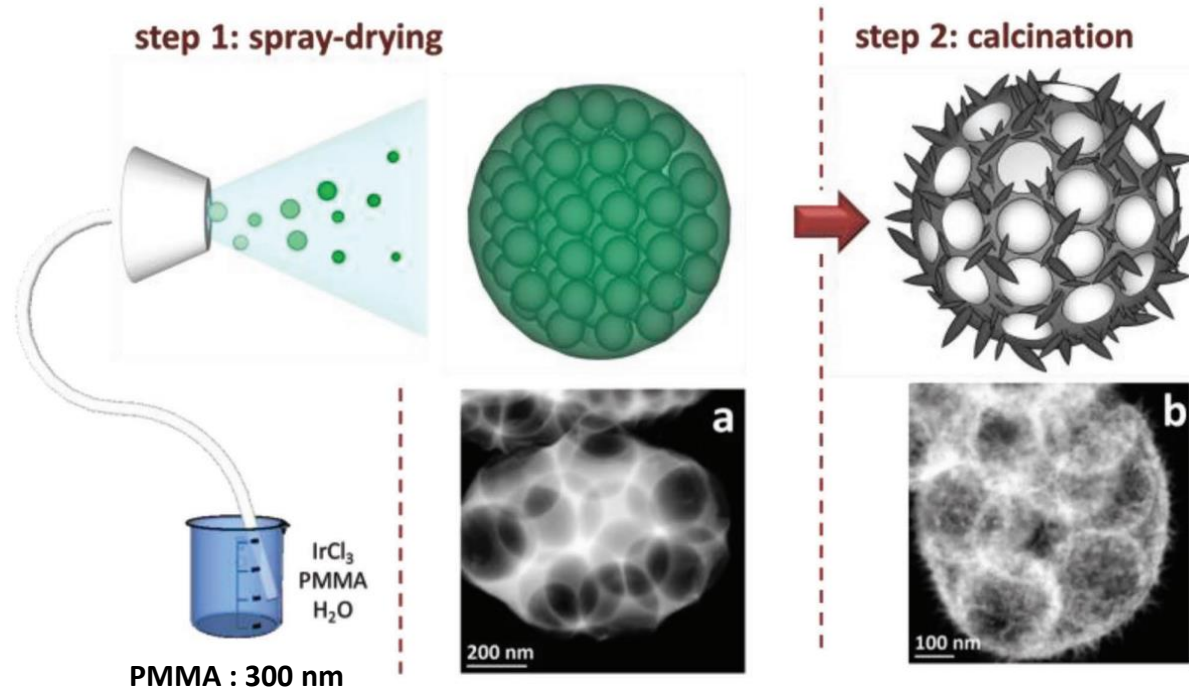 step 1: spray-drying
step 2: calcination
IrCl₃
PMMA
H₂O
PMMA : 300 nm
a
200 nm
b
100 nm